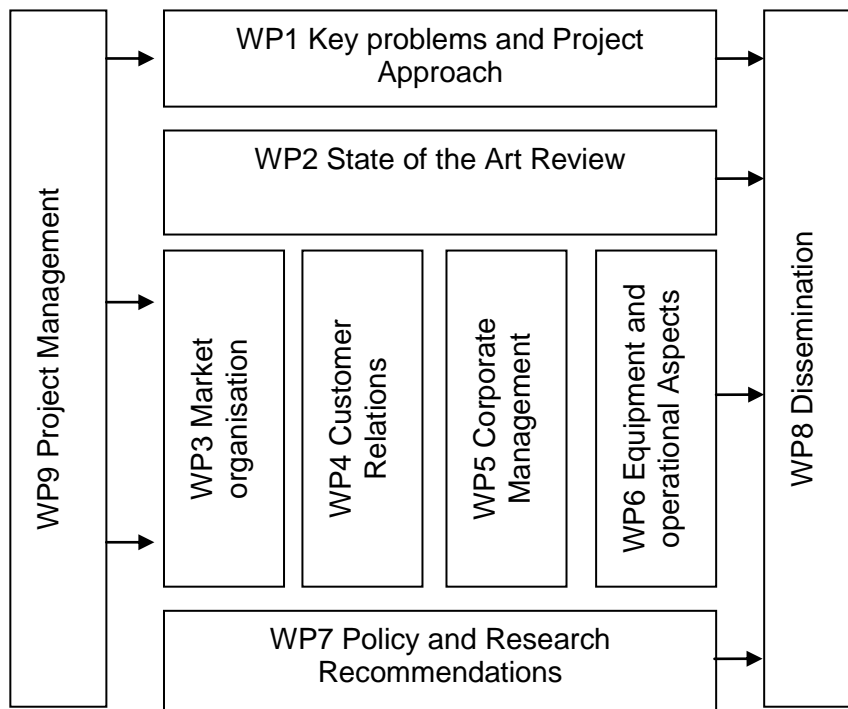 WP1 Key problems and Project
Approach
WP2 State of the Art Review
WP9 Project Management
WP3 Market
organisation
WP4 Customer
Relations
WP5 Corporate
Management
WP6 Equipment and
operational Aspects
WP8 Dissemination
WP7 Policy and Research
Recommendations